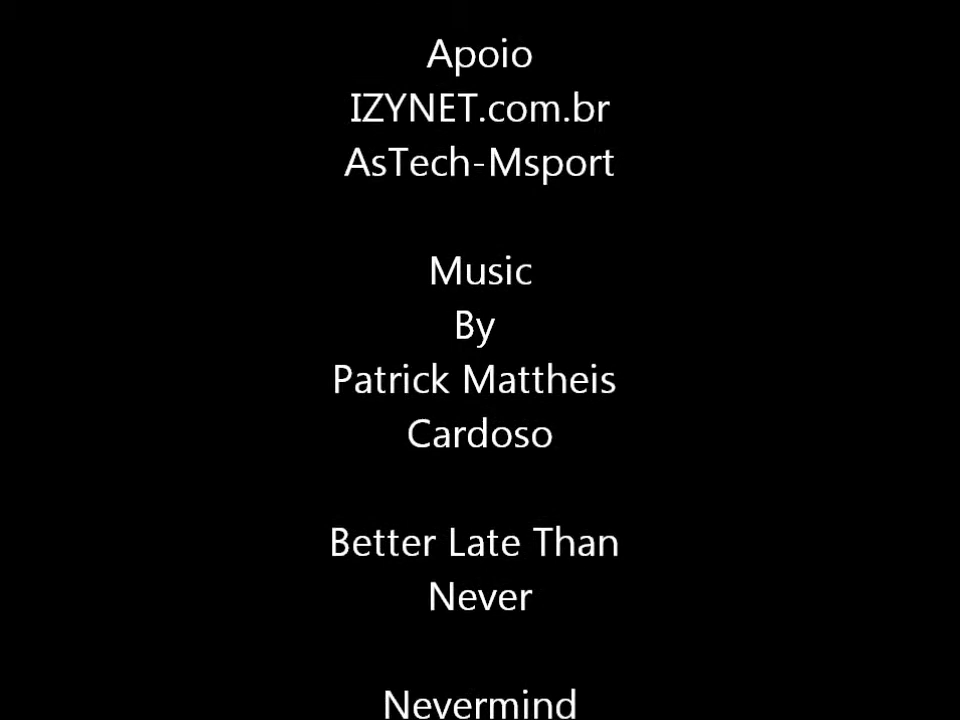 Apoio
IZYNET.com.br
AsTech-Msport
Music
By
Patrick Mattheis
Cardoso
Better Late Than
Never
Nevermind